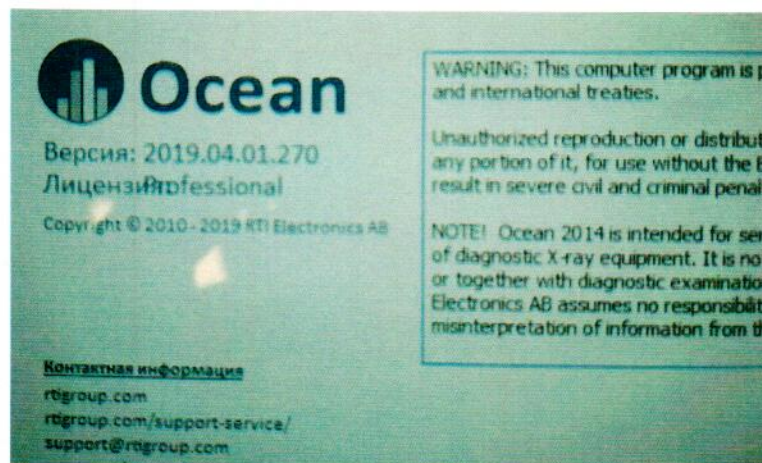 Ocean
Версия: 2019.04.01.270
Лицензия: Professional
Copyright © 2010 - 2019 RTI Electronics AB
Контактная информация
rtigroup.com
rtigroup.com/support-service/
support@rtigroup.com
WARNING: This computer program is p
and international treaties.
Unauthorized reproduction or distribut
any portion of it, for use without the E
result in severe civil and criminal penal
NOTE! Ocean 2014 is intended for ser
of diagnostic X-ray equipment. It is no
or together with diagnostic examinatio
Electronics AB assumes no responsibilit
misinterpretation of information from th